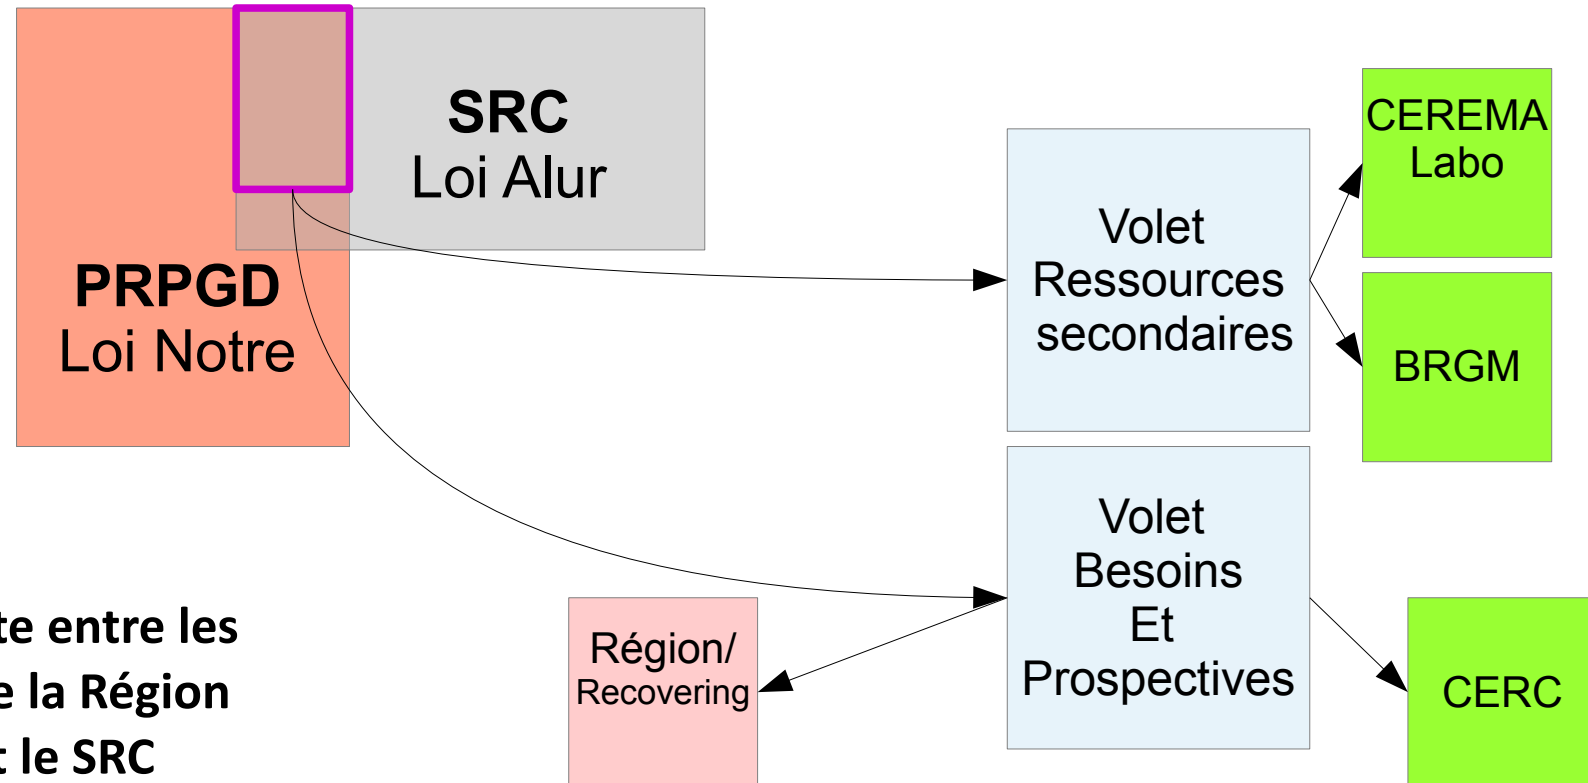 SRC
Loi Alur
PRPGD
Loi Notre
Volet
Ressources
secondaires
CEREMA
Labo
BRGM
Volet
Besoins
Et
Prospectives
Région/
Recovering
CERC
entre les
la Région
le SRC